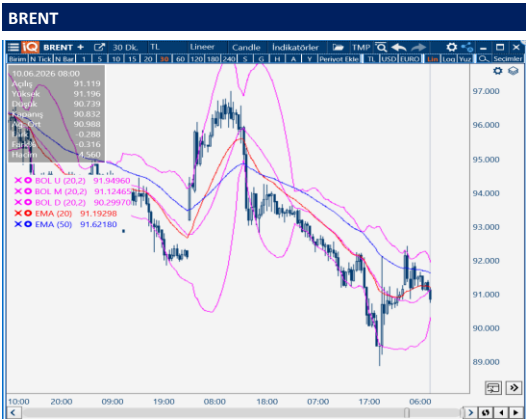 BRENT
iQ BRENT + 30 Dk. TL Lineer Candle İndikatörler TMP
Birim N Tick N Bar 1 5 10 15 20 30 60 120 180 240 S G H A Y Periyot Ekle TL USD EURO Lin Log Yuz Seçimler
10.06.2026 08:00
Açılış 91.119
Yüksek 91.196
Düşük 90.739
Kapanış 90.832
Ağ. Ort 90.988
Fark -0.288
Fark% -0.316
Hacim 4,560
BOL U (20,2) 91.94960
BOL M (20,2) 91.12465
BOL D (20,2) 90.29970
EMA (20) 91.19298
EMA (50) 91.62180
97.000
96.000
95.000
94.000
93.000
92.000
91.000
90.000
89.000
10:00 20:00 09:00 19:00 08:00 18:00 07:00 17:00 06:00